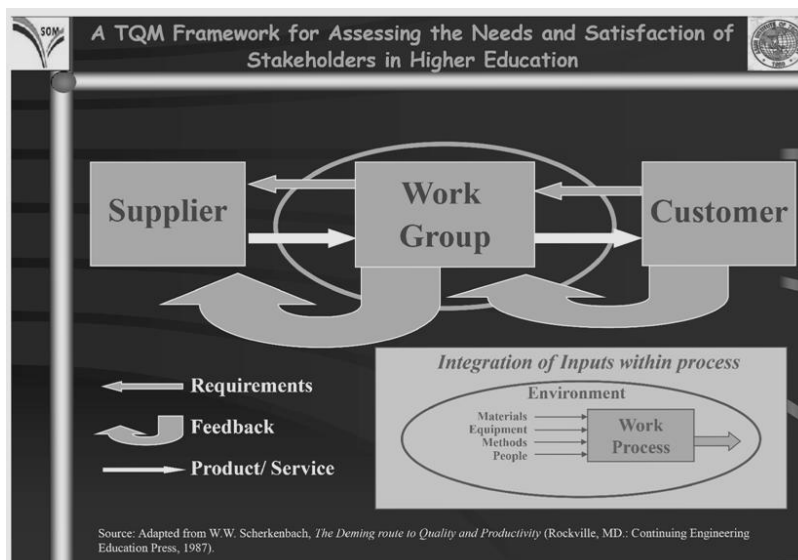 SOM
A TQM Framework for Assessing the Needs and Satisfaction of
Stakeholders in Higher Education
Supplier
Work
Group
Customer
Requirements
Feedback
Product/ Service
Integration of Inputs within process
Environment
Materials
Equipment
Methods
People
Work
Process
Source: Adapted from W.W. Scherkenbach, The Deming route to Quality and Productivity (Rockville, MD.: Continuing Engineering
Education Press, 1987).